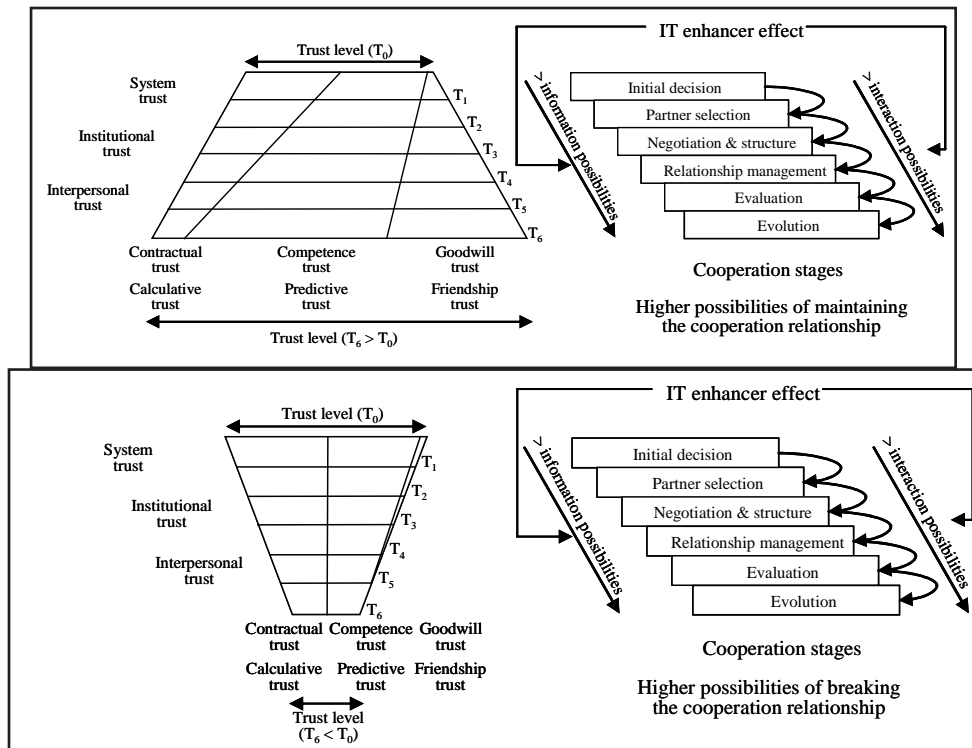 Trust level (T0)
System
trust
Institutional
trust
Interpersonal
trust
T1
T2
T3
T4
T5
T6
Contractual
trust
Competence
trust
Goodwill
trust
Calculative
trust
Predictive
trust
Friendship
trust
Trust level (T6 > T0)
IT enhancer effect
> information possibilities
Initial decision
Partner selection
Negotiation & structure
Relationship management
Evaluation
Evolution
> interaction possibilities
Cooperation stages
Higher possibilities of maintaining
the cooperation relationship
Trust level (T0)
System
trust
Institutional
trust
Interpersonal
trust
T1
T2
T3
T4
T5
T6
Contractual
trust
Competence
trust
Goodwill
trust
Calculative
trust
Predictive
trust
Friendship
trust
Trust level
(T6 < T0)
IT enhancer effect
> information possibilities
Initial decision
Partner selection
Negotiation & structure
Relationship management
Evaluation
Evolution
> interaction possibilities
Cooperation stages
Higher possibilities of breaking
the cooperation relationship